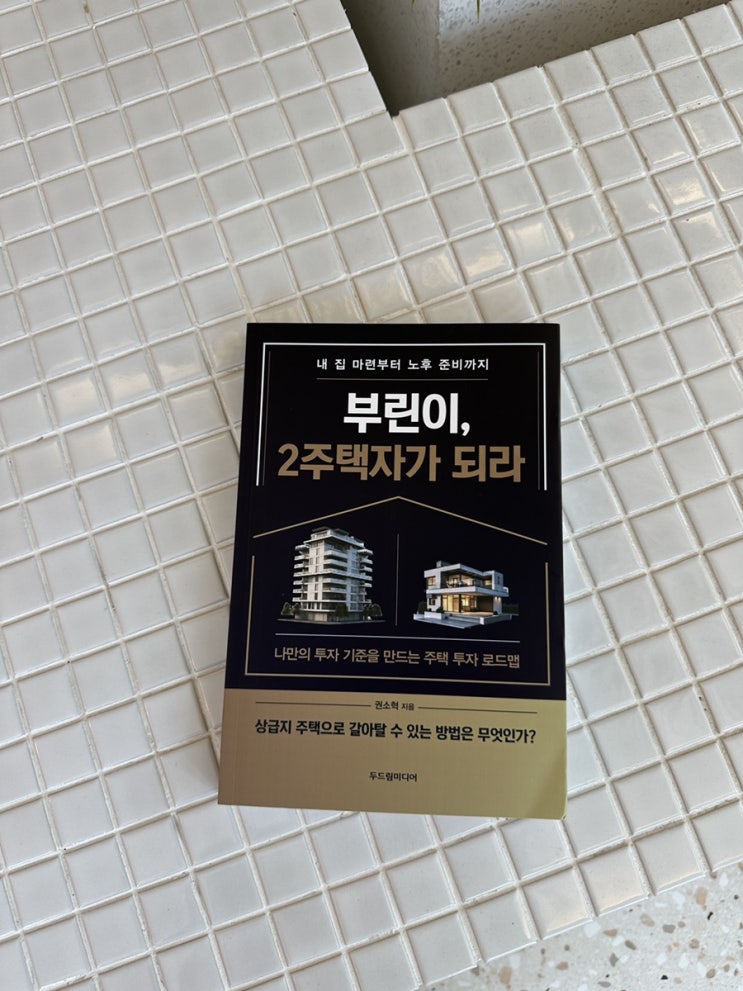 내 집 마련부터 노후 준비까지
부린이,
2주택자가 되라
나만의 투자 기준을 만드는 주택 투자 로드맵
권소혁 지음
상급지 주택으로 갈아탈 수 있는 방법은 무엇인가?
두드림미디어